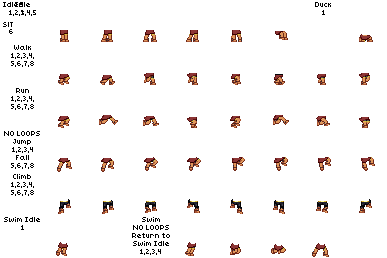 Idle
1,2,3,4,5
Duck
1
SIT
6
Walk
1,2,3,4,
5,6,7,8
Run
1,2,3,4,
5,6,7,8
NO LOOPS
Jump
1,2,3,4
Fall
5,6,7,8
Climb
1,2,3,4,
5,6,7,8
Swim Idle
1
Swim
NO LOOPS
Return to
Swim Idle
1,2,3,4